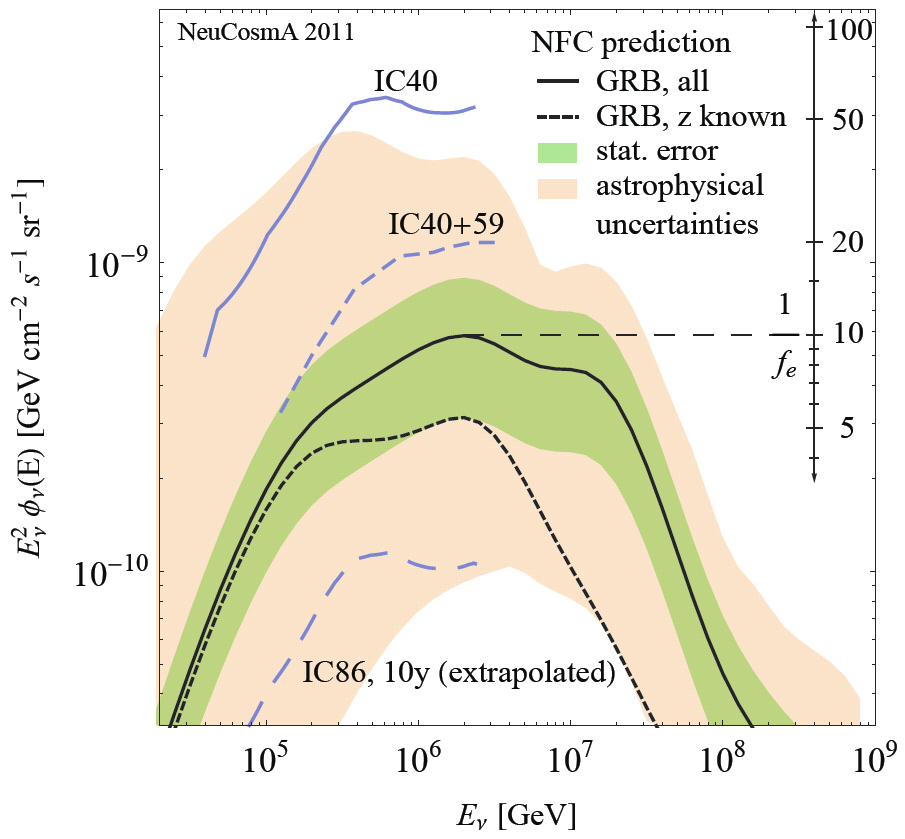 NeuCosmA 2011
NFC prediction
GRB, all
GRB, z known
stat. error
astrophysical
uncertainties
IC40
IC40+59
IC86, 10y (extrapolated)
100
50
20
10
5
1
f_e
10^{-9}
10^{-10}
E_ν^2 ϕ_ν(E) [GeV cm^{-2} s^{-1} sr^{-1}]
10^5 10^6 10^7 10^8 10^9
E_ν [GeV]